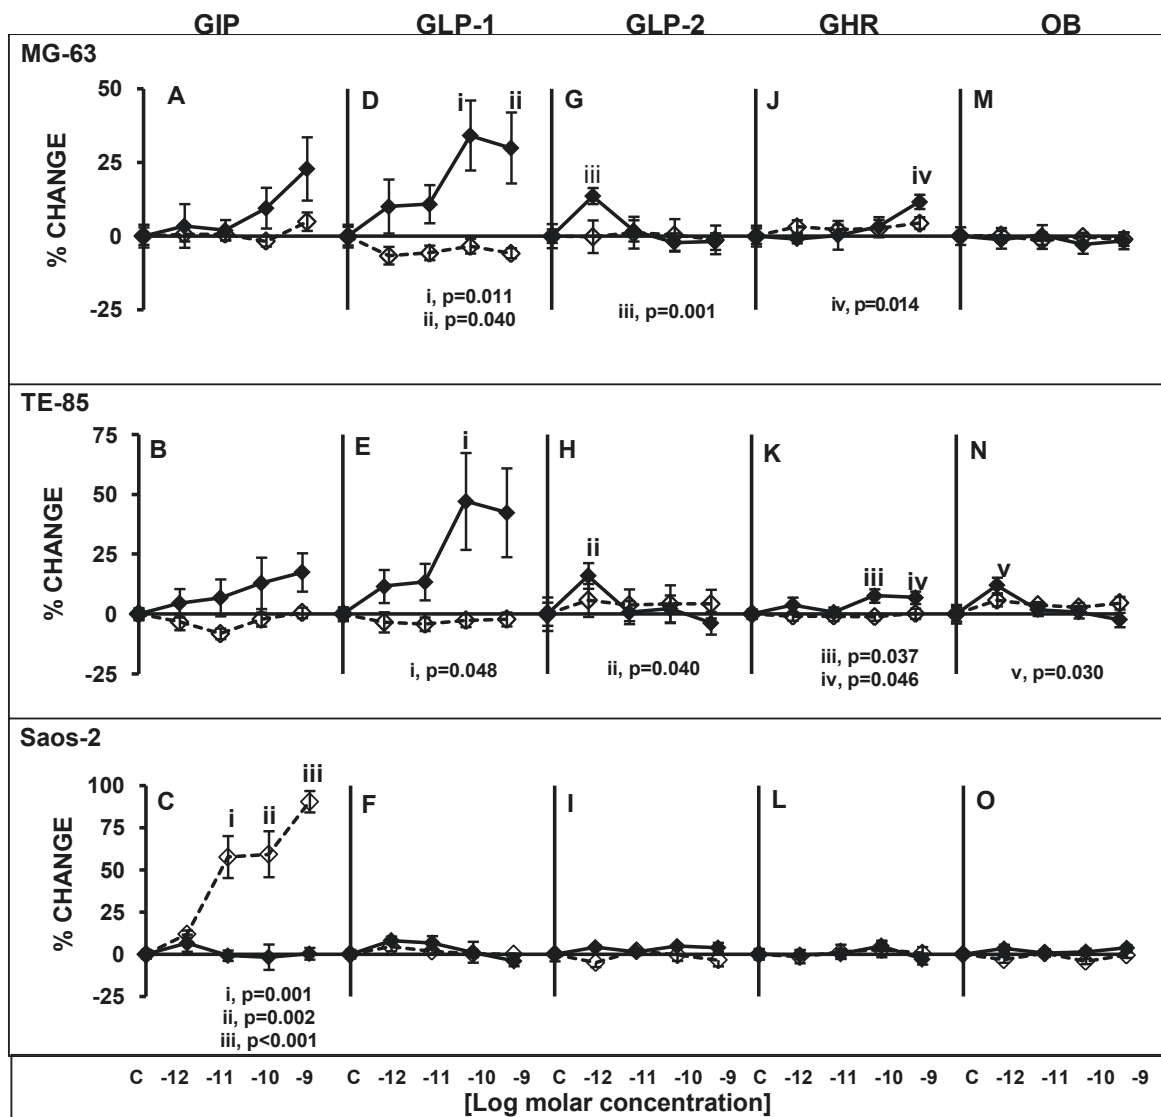 GIP GLP-1 GLP-2 GHR OB
MG-63
50 A D i ii G J M
25 iii iv
% CHANGE
0
-25
i, p=0.011
ii, p=0.040 iii, p=0.001 iv, p=0.014
TE-85
75 B E i H K N
50
25 ii iii iv v
% CHANGE
0
-25
i, p=0.048 ii, p=0.040 iii, p=0.037
iv, p=0.046 v, p=0.030
Saos-2
100 C i ii iii F I L O
75
50
25
% CHANGE
0
-25
i, p=0.001
ii, p=0.002
iii, p<0.001
C -12 -11 -10 -9 C -12 -11 -10 -9 C -12 -11 -10 -9 C -12 -11 -10 -9 C -12 -11 -10 -9
[Log molar concentration]